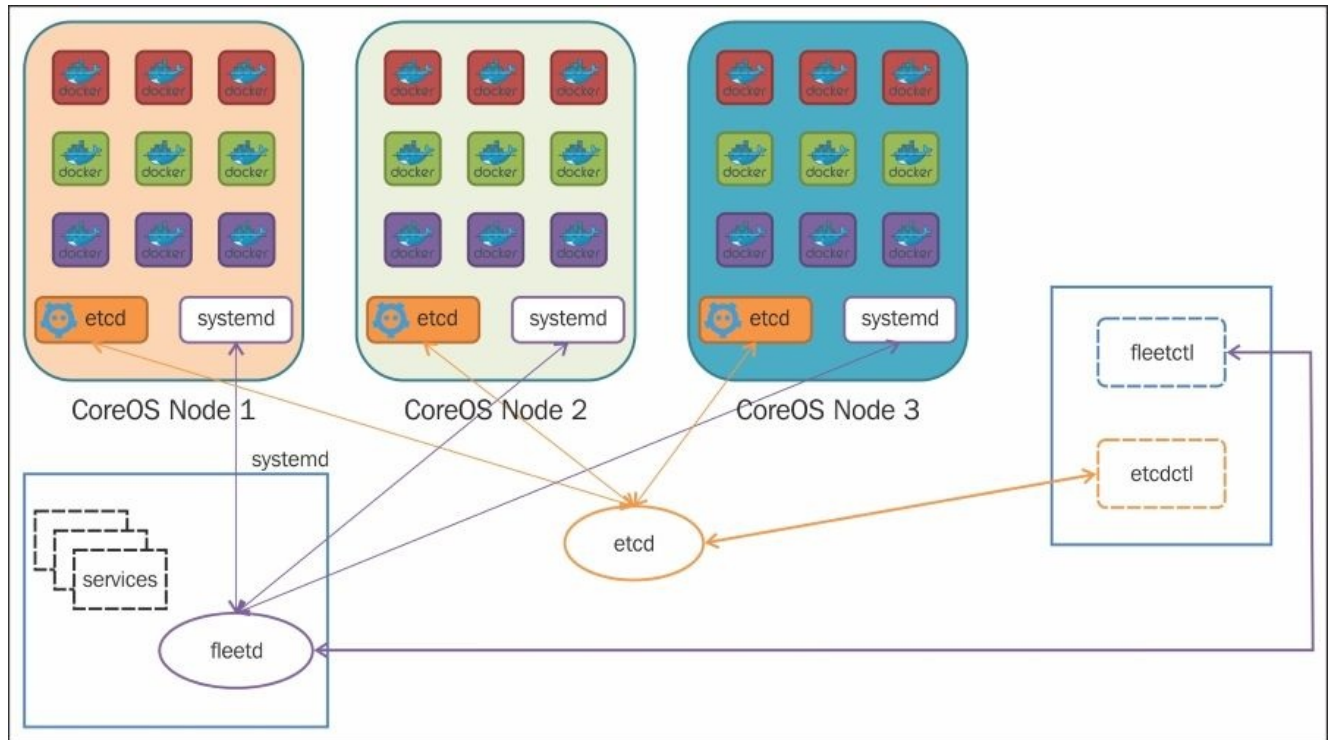 docker docker docker docker docker docker docker docker docker
docker docker docker docker docker docker docker docker docker
docker docker docker docker docker docker docker docker docker
etcd systemd etcd systemd etcd systemd
CoreOS Node 1 CoreOS Node 2 CoreOS Node 3
fleetctl
systemd
etcdctl
services
etcd
fleetd